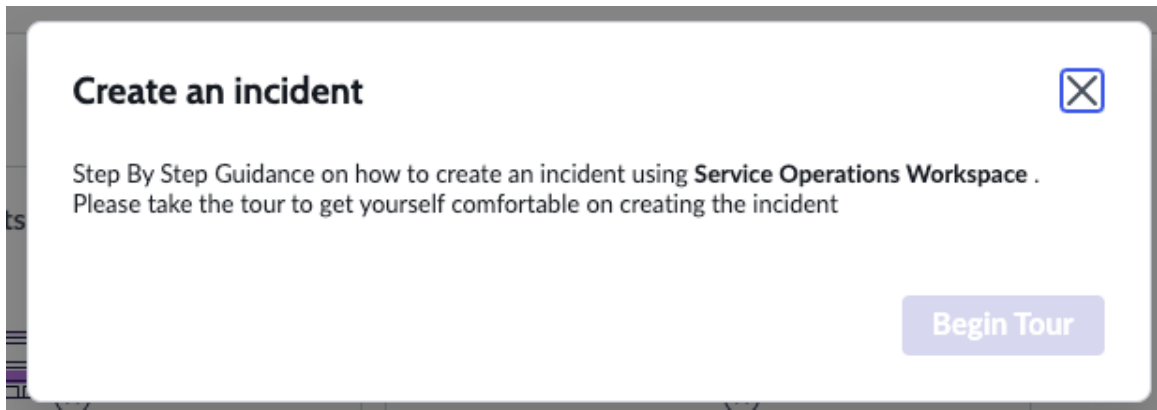 Create an incident
Step By Step Guidance on how to create an incident using Service Operations Workspace .
Please take the tour to get yourself comfortable on creating the incident
ts
Begin Tour